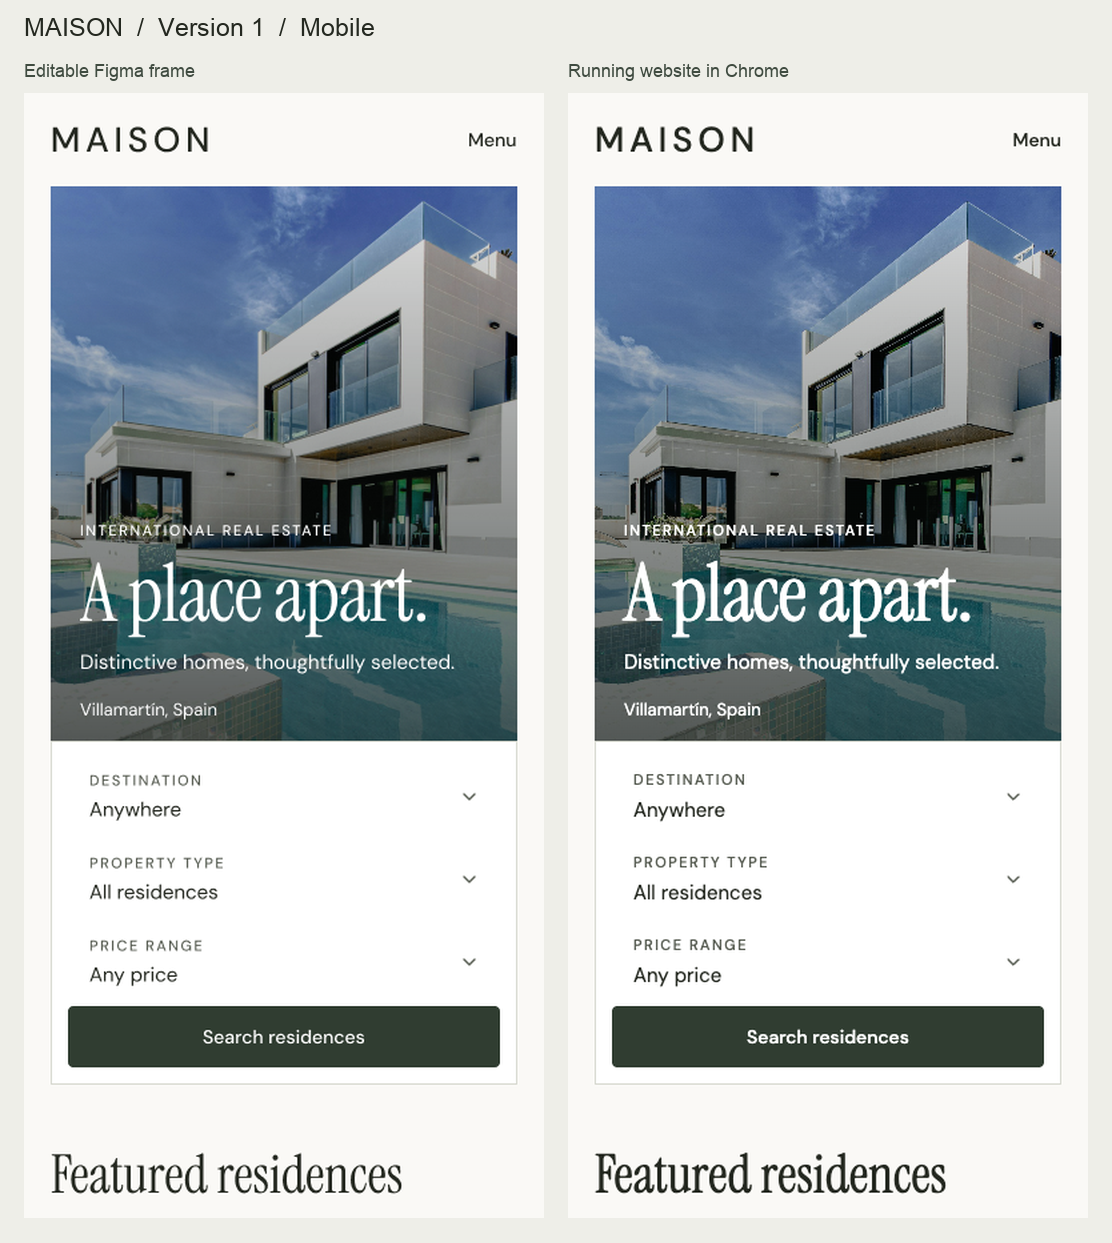 MAISON / Version 1 / Mobile
Editable Figma frame
MAISON
Menu
INTERNATIONAL REAL ESTATE
A place apart.
Distinctive homes, thoughtfully selected.
Villamartín, Spain
DESTINATION
Anywhere
PROPERTY TYPE
All residences
PRICE RANGE
Any price
Search residences
Featured residences
Running website in Chrome
MAISON
Menu
INTERNATIONAL REAL ESTATE
A place apart.
Distinctive homes, thoughtfully selected.
Villamartín, Spain
DESTINATION
Anywhere
PROPERTY TYPE
All residences
PRICE RANGE
Any price
Search residences
Featured residences